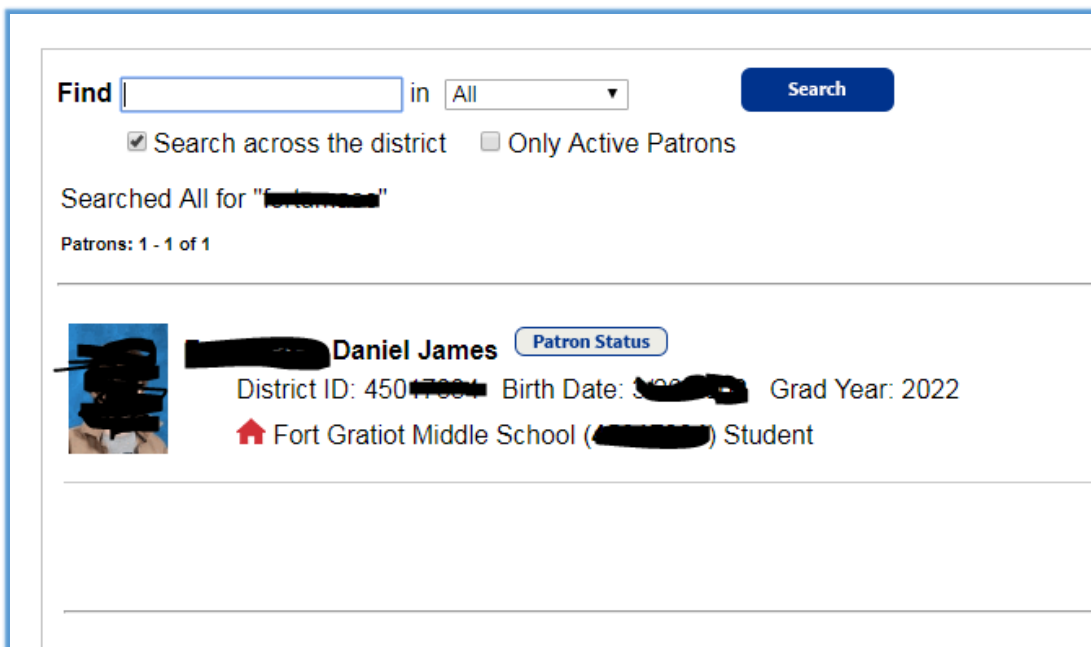 Find in All Search
Search across the district Only Active Patrons
Searched All for ""
Patrons: 1 - 1 of 1
Daniel James Patron Status
District ID: 450 Birth Date: Grad Year: 2022
Fort Gratiot Middle School () Student